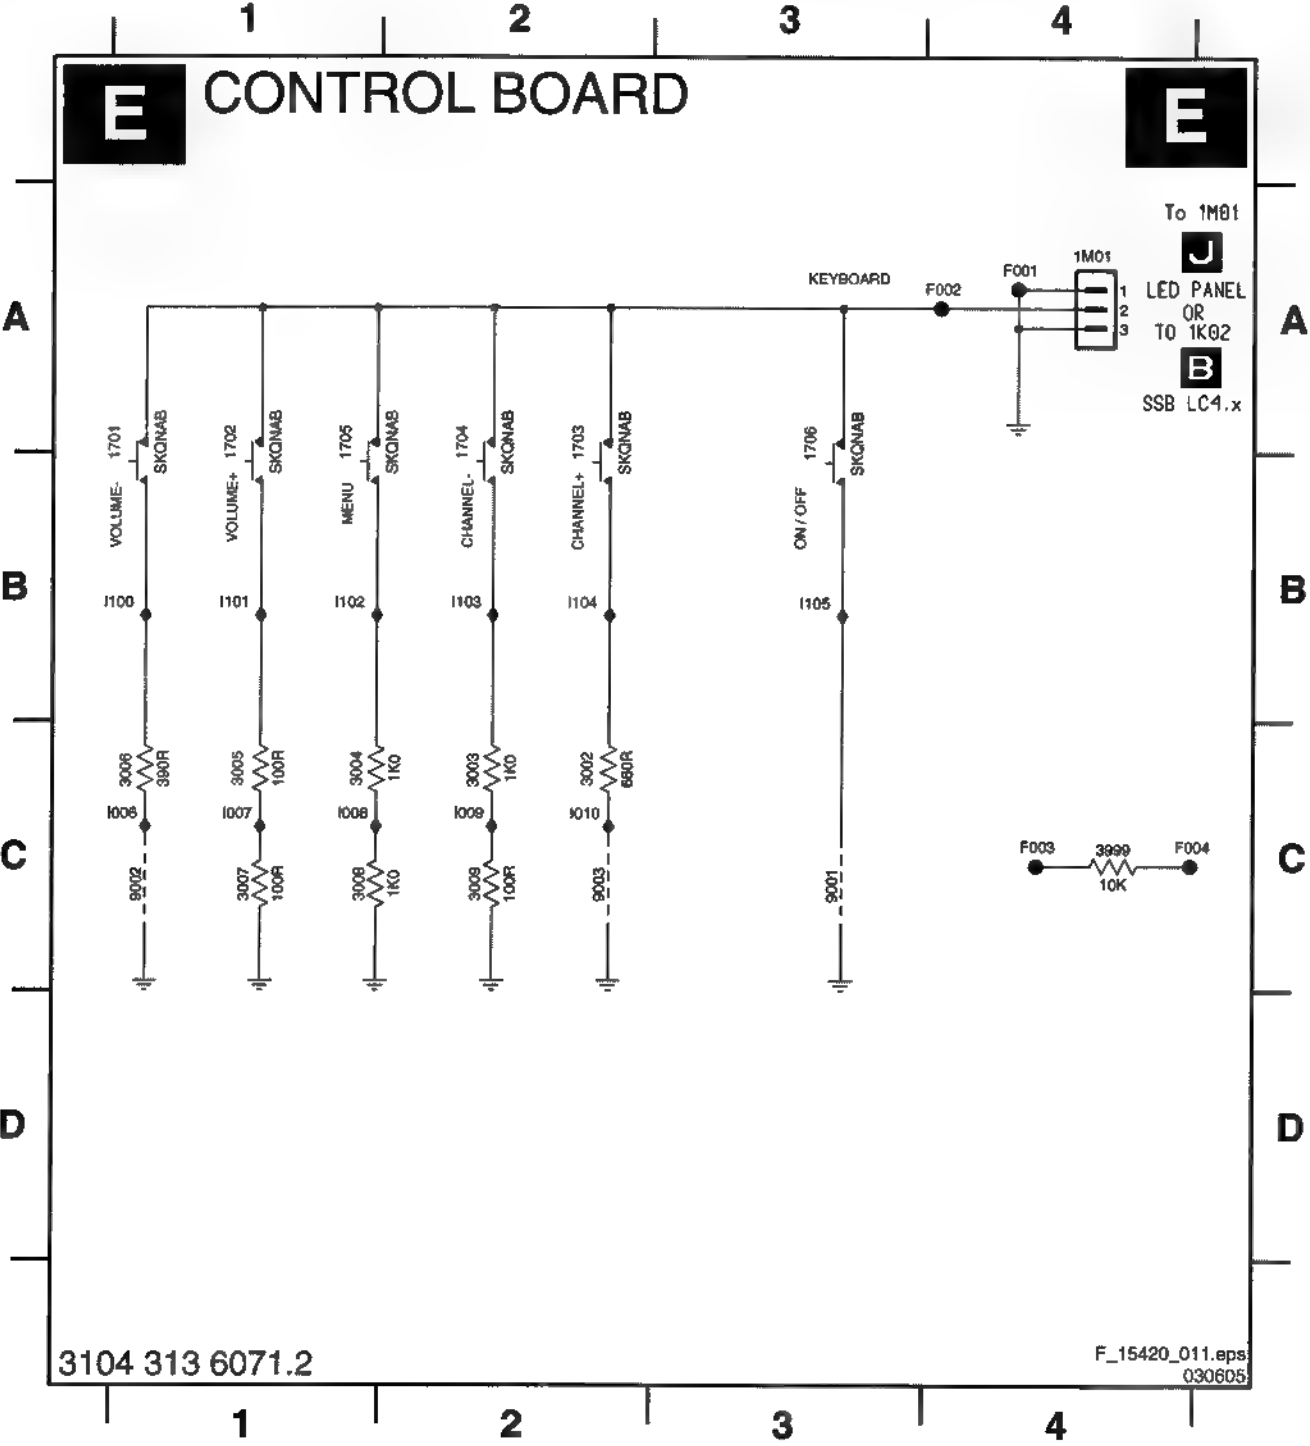 1 2 3 4
E CONTROL BOARD E
To 1M01
J
1M01
F001
KEYBOARD
F002
1 LED PANEL
2 OR
3 TO 1K02
B
SSB LC4.x
A A
1701 SKQNAB
1702 SKQNAB
1705 SKQNAB
1704 SKQNAB
1703 SKQNAB
1706 SKQNAB
VOLUME-
VOLUME+
MENU
CHANNEL-
CHANNEL+
ON / OFF
B B
I100 I101 I102 I103 I104 I105
3006 390R
3005 100R
3004 1K0
3003 1K0
3002 680R
I006 I007 I008 I009 I010
C C
9002
3007 100R
3008 1K0
3009 100R
9003
9001
F003 3999 F004
10K
D D
3104 313 6071.2
F_15420_011.eps
030605
1 2 3 4